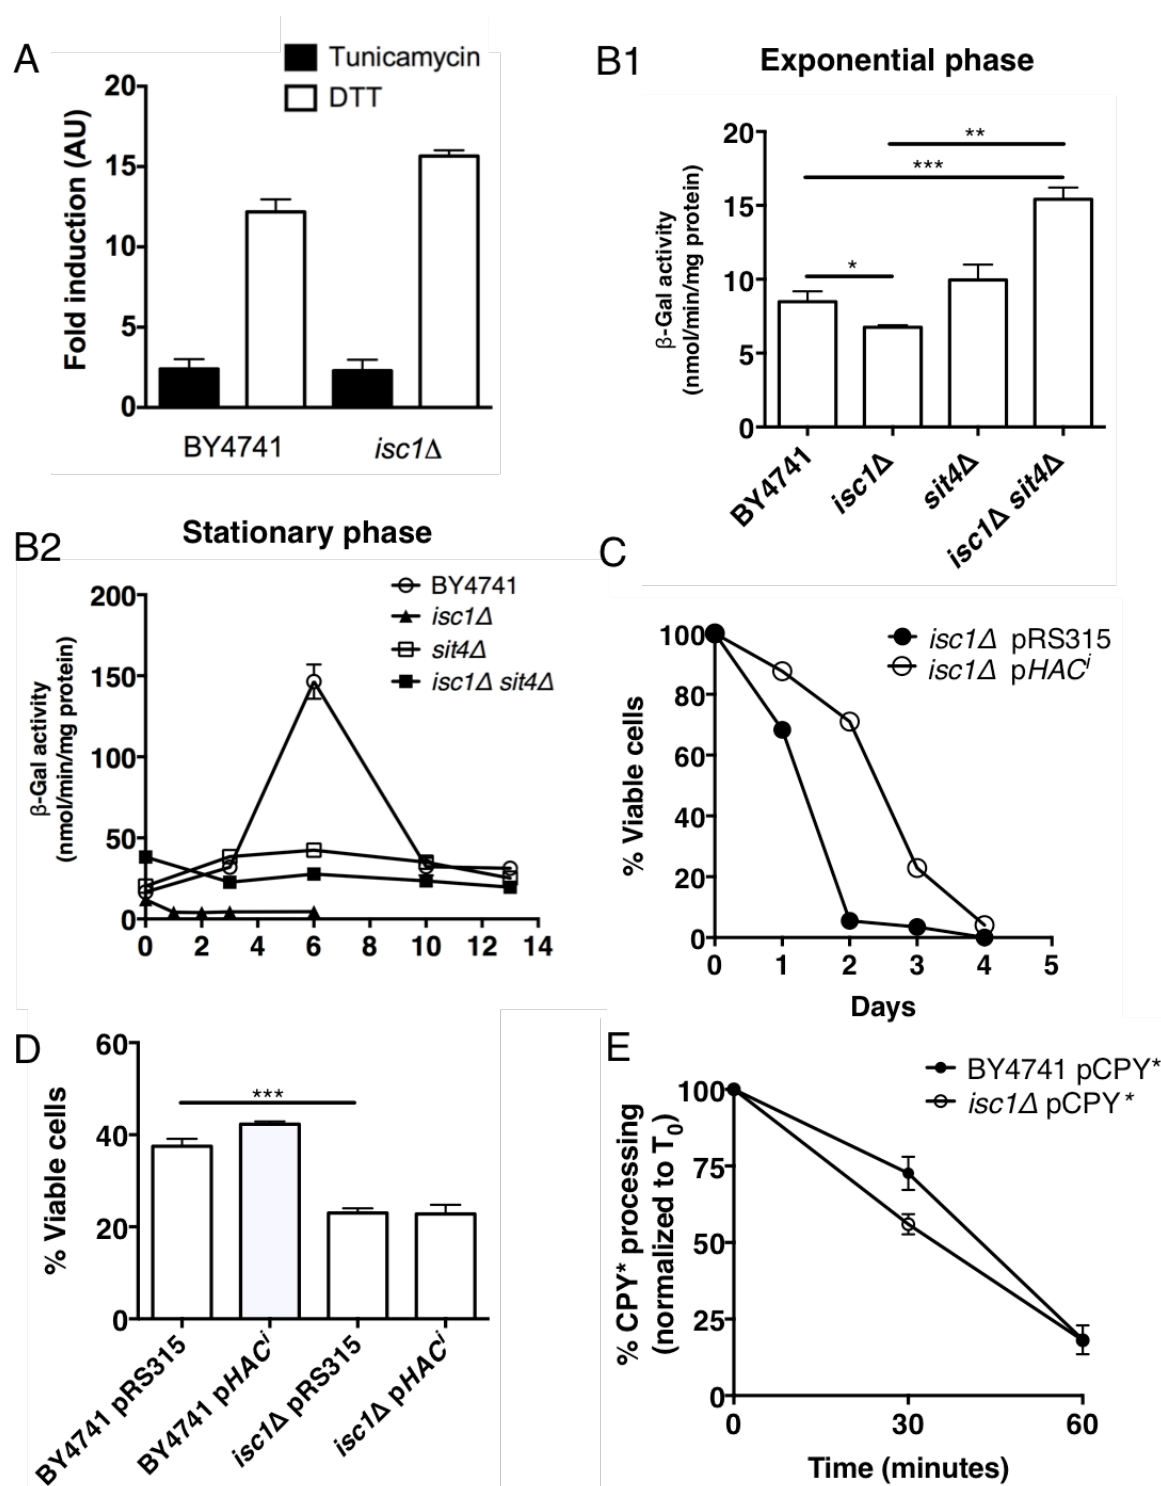 A
Tunicamycin
DTT
Fold induction (AU)
20
15
10
5
0
BY4741
isc1Δ
B1
Exponential phase
β-Gal activity
(nmol/min/mg protein)
20
15
10
5
0
**
***
*
BY4741
isc1Δ
sit4Δ
isc1Δ sit4Δ
B2
Stationary phase
β-Gal activity
(nmol/min/mg protein)
200
150
100
50
0
0 2 4 6 8 10 12 14
BY4741
isc1Δ
sit4Δ
isc1Δ sit4Δ
C
% Viable cells
100
80
60
40
20
0
0 1 2 3 4 5
Days
isc1Δ pRS315
isc1Δ pHACⁱ
D
% Viable cells
60
40
20
0
***
BY4741 pRS315
BY4741 pHACⁱ
isc1Δ pRS315
isc1Δ pHACⁱ
E
% CPY* processing
(normalized to T₀)
100
75
50
25
0
0 30 60
Time (minutes)
BY4741 pCPY*
isc1Δ pCPY*